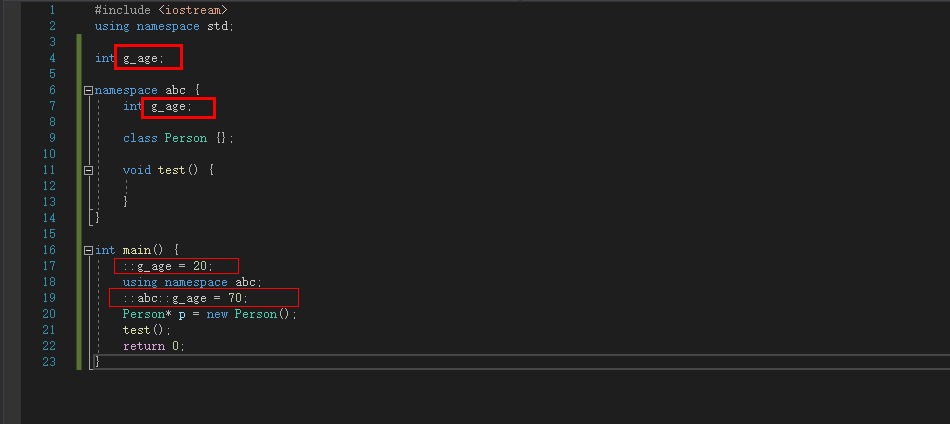 1 #include <iostream>
2 using namespace std;
3
4 int g_age;
5
6 namespace abc {
7 int g_age;
8
9 class Person {};
10
11 void test() {
12
13 }
14 }
15
16 int main() {
17 ::g_age = 20;
18 using namespace abc;
19 ::abc::g_age = 70;
20 Person* p = new Person();
21 test();
22 return 0;
23 }